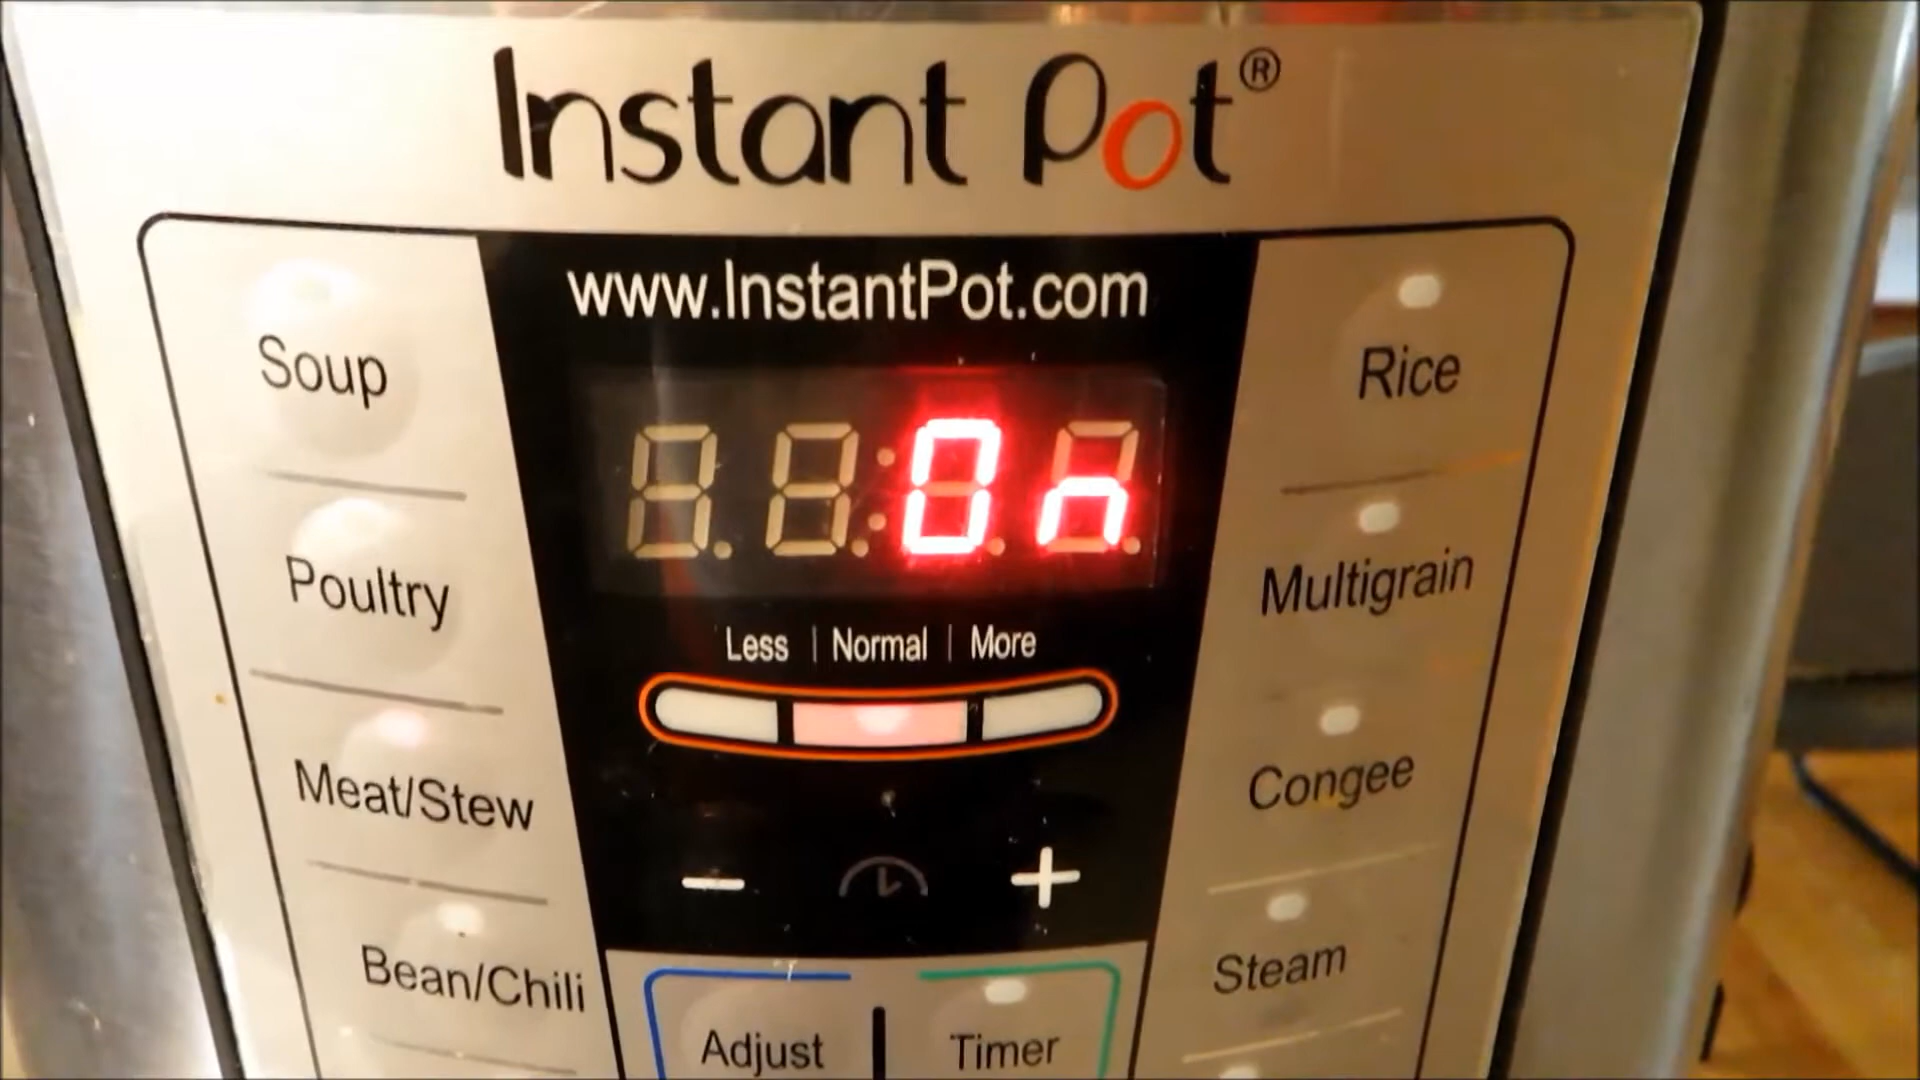 Instant Pot®
www.InstantPot.com
On
Less | Normal | More
− +
Soup
Poultry
Meat/Stew
Bean/Chili
Rice
Multigrain
Congee
Steam
Adjust
Timer